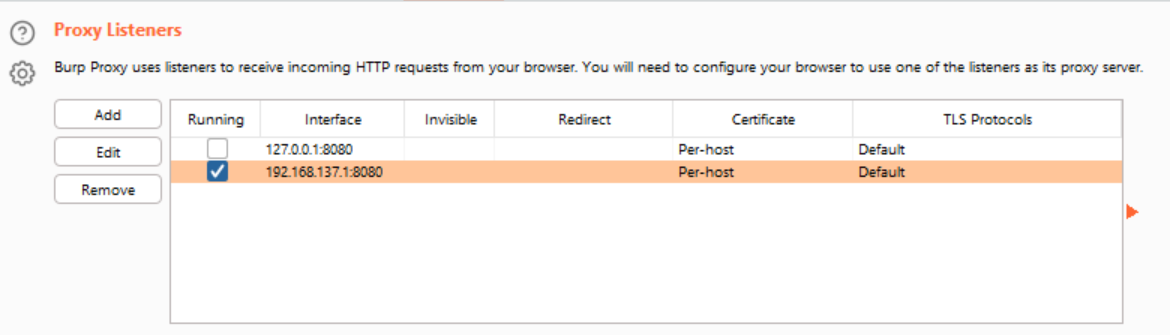 Proxy Listeners
Burp Proxy uses listeners to receive incoming HTTP requests from your browser. You will need to configure your browser to use one of the listeners as its proxy server.
Add
Edit
Remove
Running Interface Invisible Redirect Certificate TLS Protocols
127.0.0.1:8080 Per-host Default
192.168.137.1:8080 Per-host Default